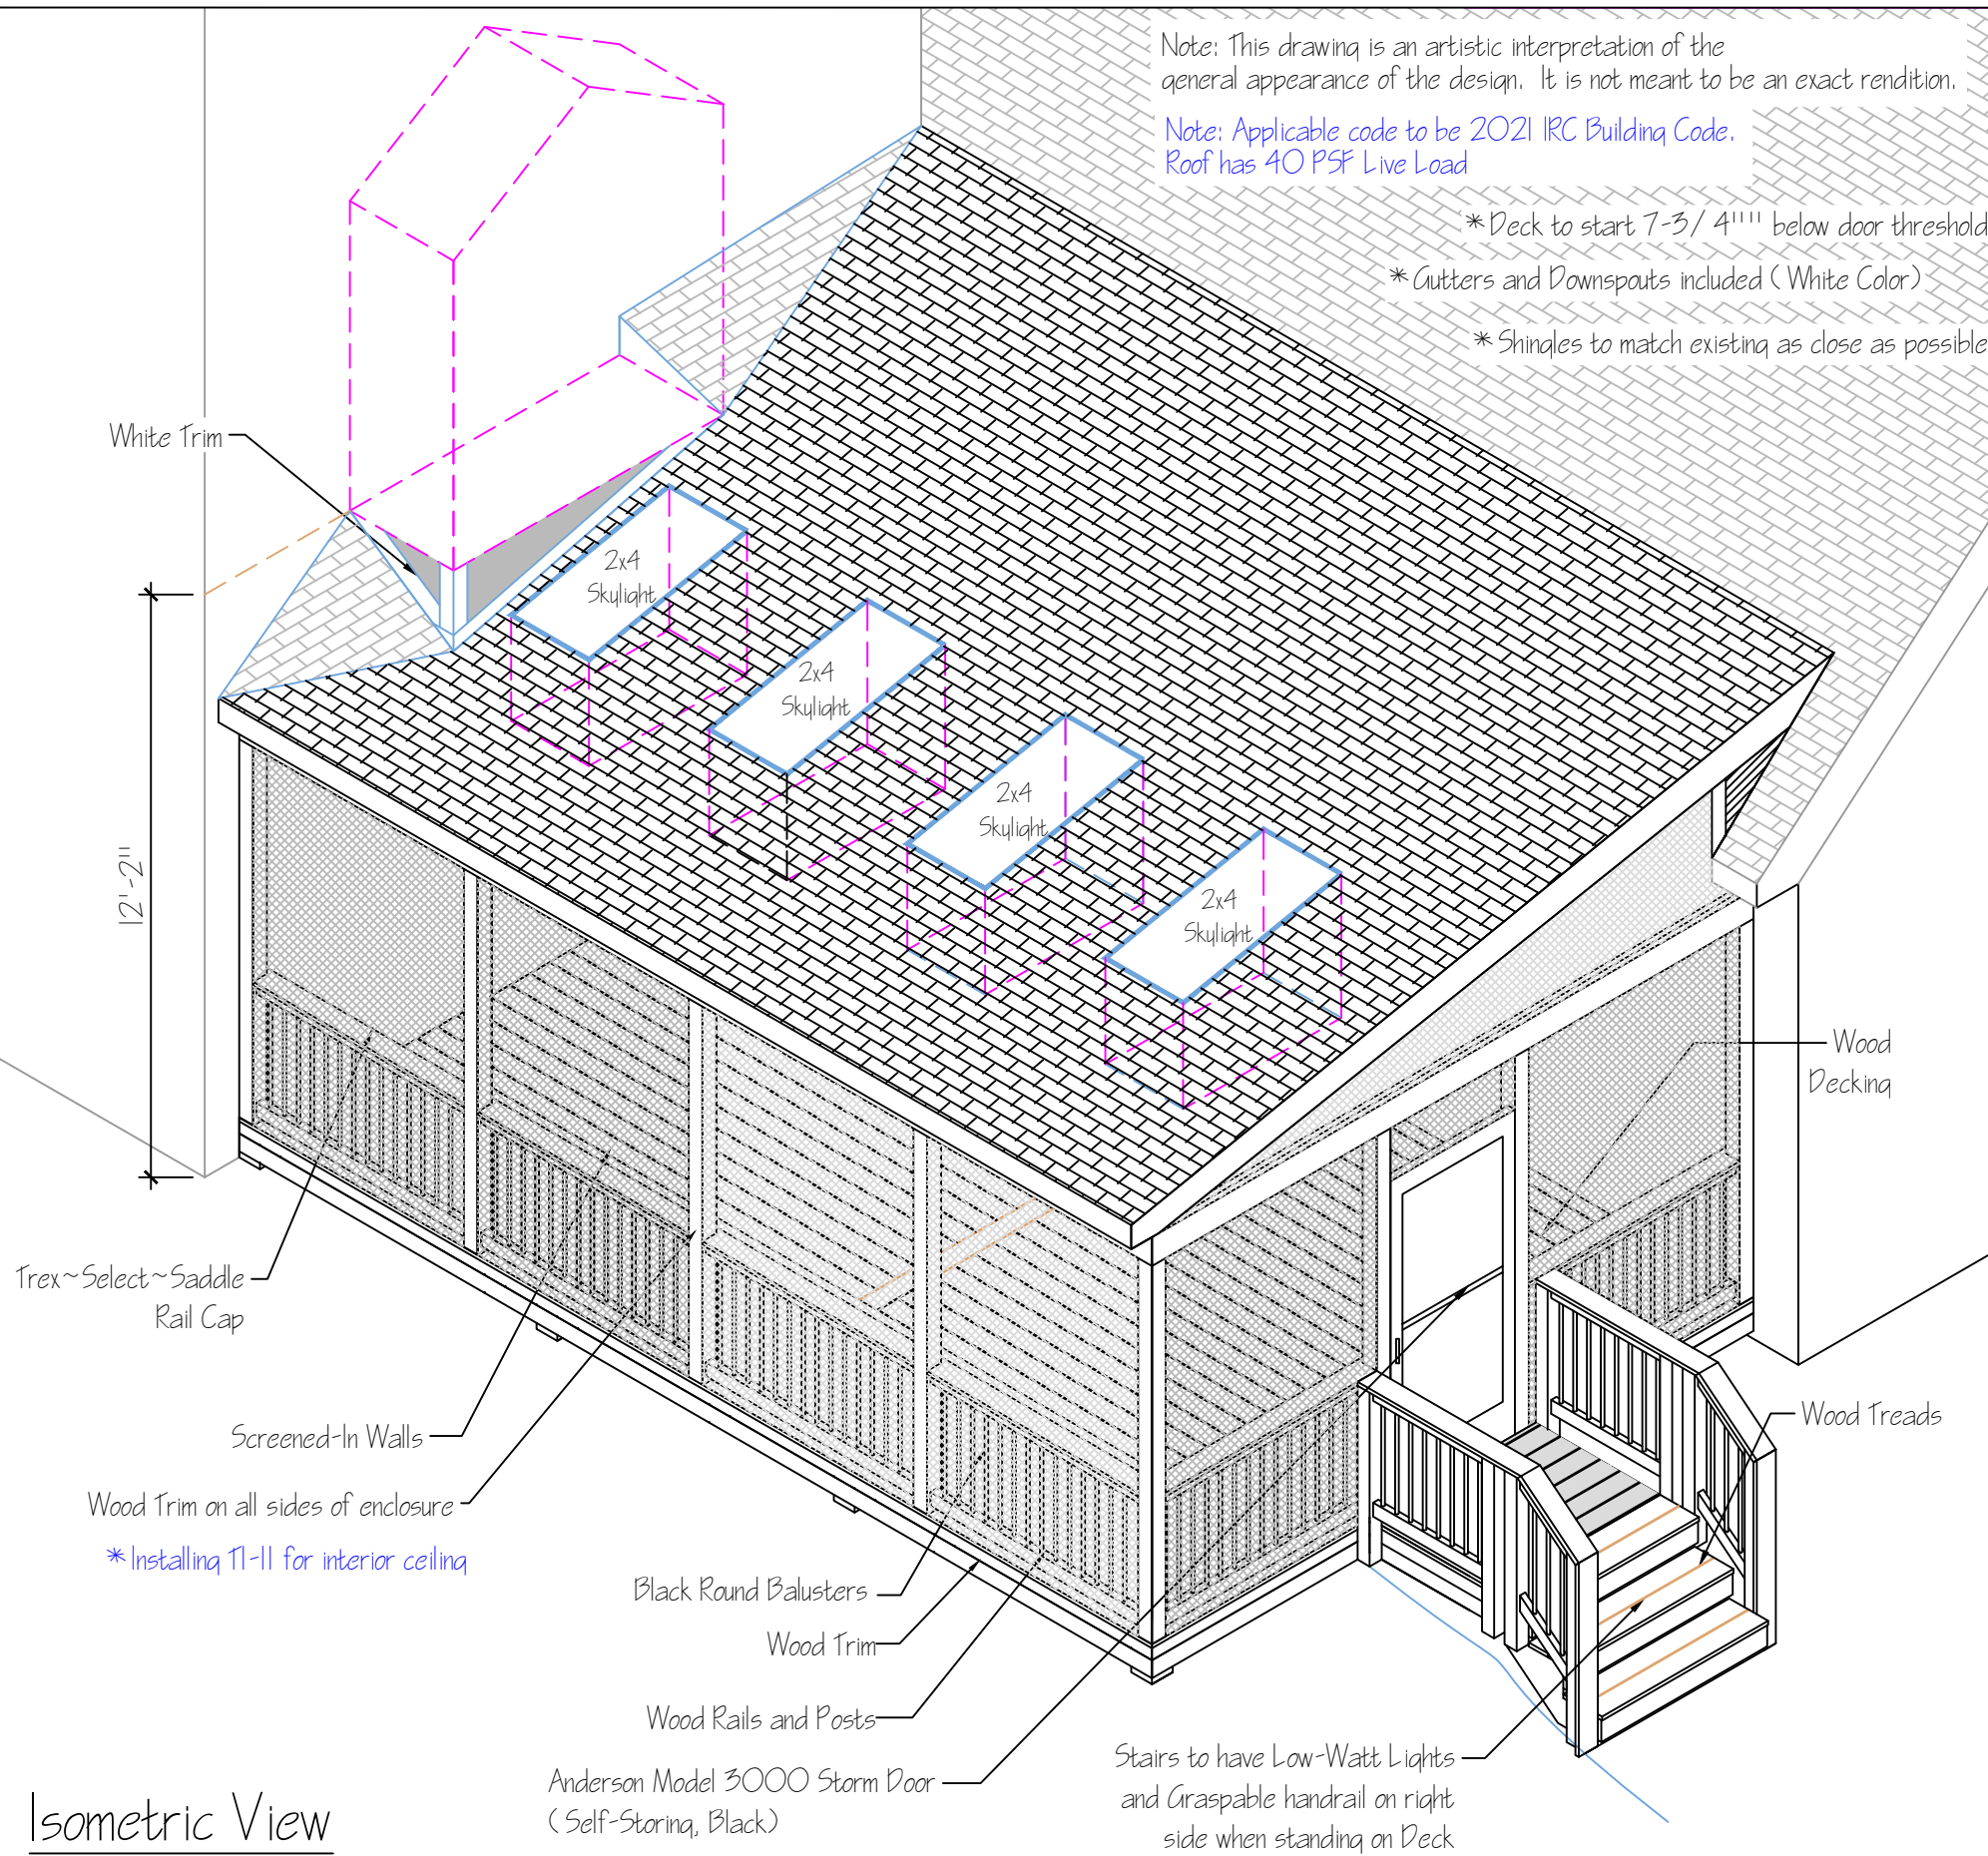 Note: This drawing is an artistic interpretation of the
general appearance of the design. It is not meant to be an exact rendition.
Note: Applicable code to be 2021 IRC Building Code.
Roof has 40 PSF Live Load
* Deck to start 7-3/4"" below door threshold
* Gutters and Downspouts included (White Color)
* Shingles to match existing as close as possible
White Trim
2x4
Skylight
2x4
Skylight
2x4
Skylight
2x4
Skylight
12'-2"
Wood
Decking
Trex~Select~Saddle
Rail Cap
Wood Treads
Screened-In Walls
Wood Trim on all sides of enclosure
* Installing T1-11 for interior ceiling
Black Round Balusters
Wood Trim
Wood Rails and Posts
Anderson Model 3000 Storm Door
(Self-Storing, Black)
Stairs to have Low-Watt Lights
and Graspable handrail on right
side when standing on Deck
Isometric View